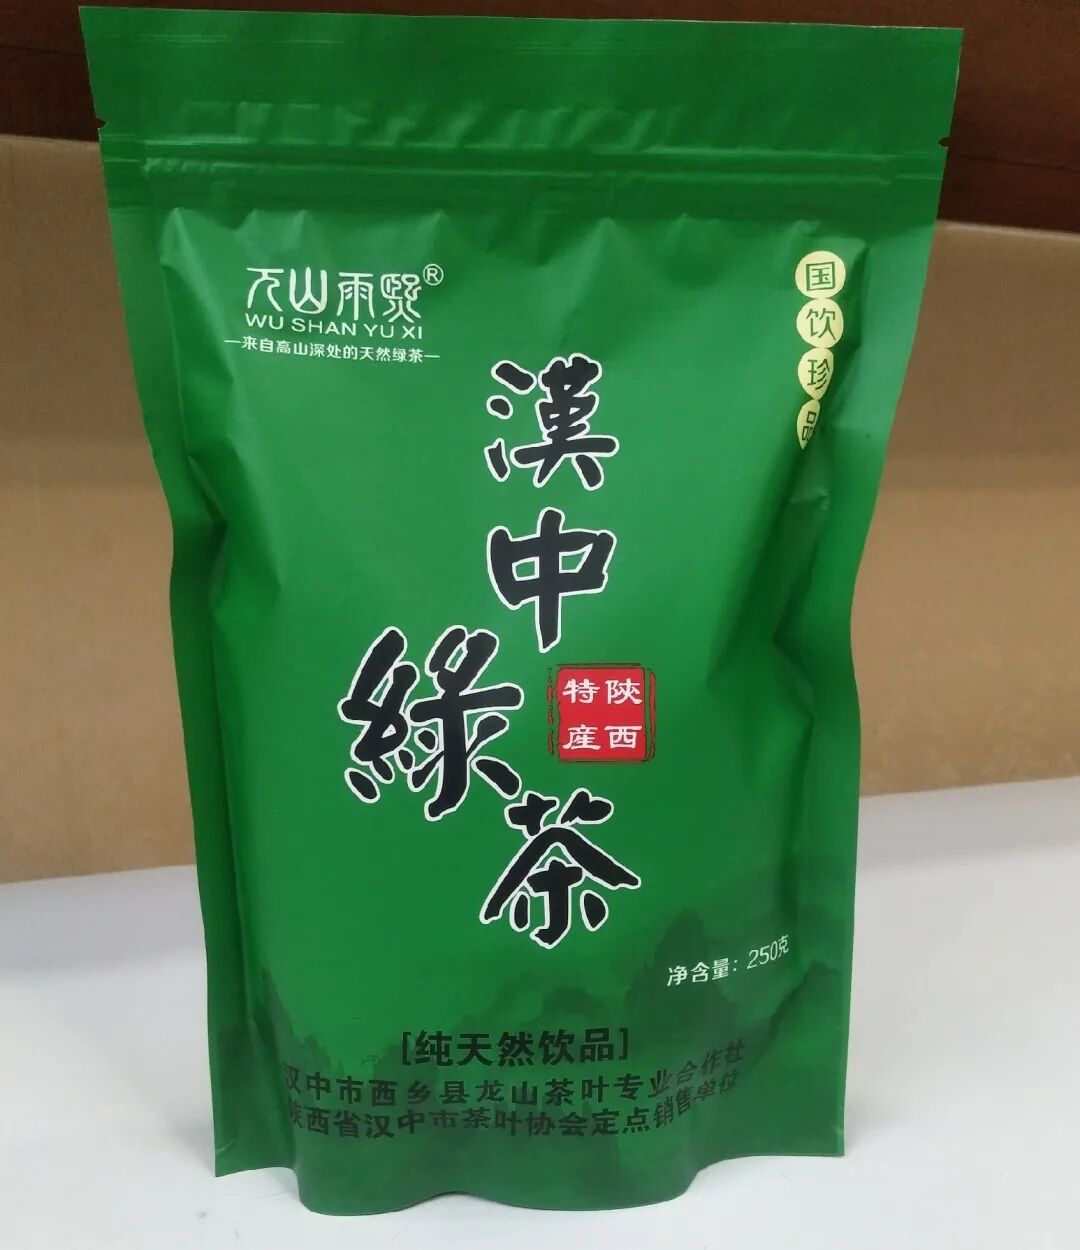 兀山雨熙®
WU SHAN YU XI
—来自高山深处的天然绿茶—
国饮珍品
漢中
綠茶
陝西
特産
净含量：250克
[纯天然饮品]
汉中市西乡县龙山茶叶专业合作社
陕西省汉中市茶叶协会定点销售单位